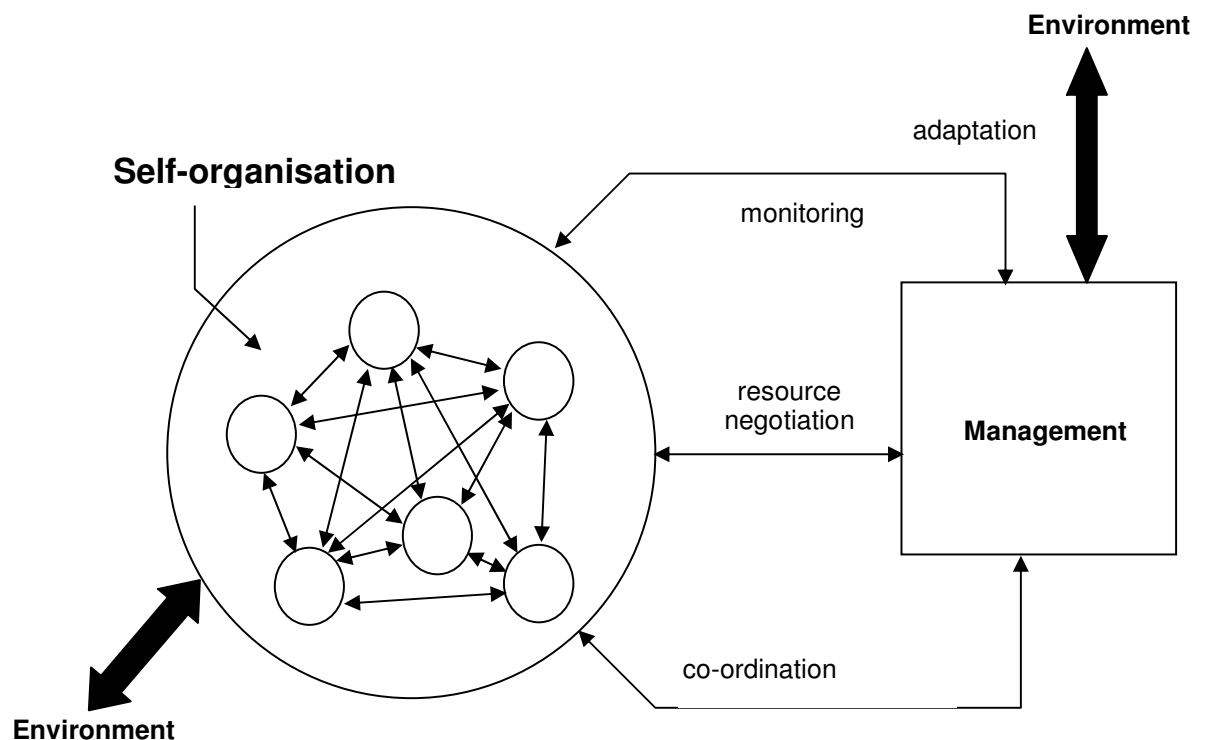 Environment
adaptation
Self-organisation
monitoring
resource
negotiation
Management
co-ordination
Environment